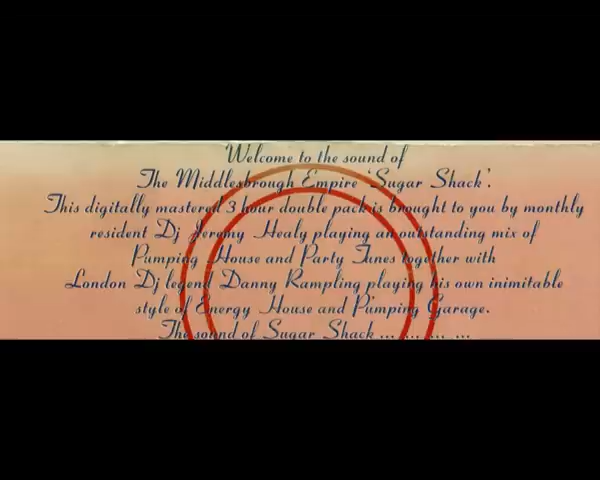 Welcome to the sound of
The Middlesbrough Empire 'Sugar Shack'.
This digitally mastered 3 hour double pack is brought to you by monthly
resident Dj Jeremy Healy playing an outstanding mix of
Pumping House and Party Tunes together with
London Dj legend Danny Rampling playing his own inimitable
style of Energy House and Pumping Garage.
The sound of Sugar Shack ... ... ... ...